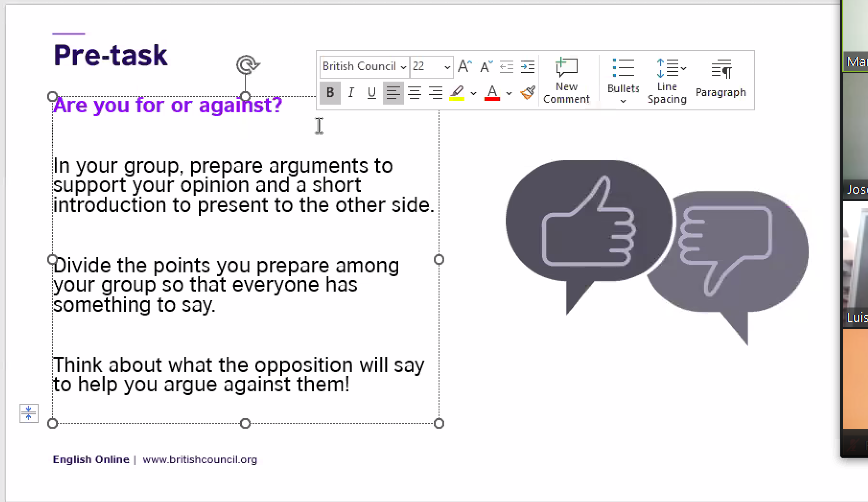 Pre-task
British Council
22
A
A
B
I
U
A
New
Comment
Bullets
Line
Spacing
Paragraph
Are you for or against?
In your group, prepare arguments to
support your opinion and a short
introduction to present to the other side.
Divide the points you prepare among
your group so that everyone has
something to say.
Think about what the opposition will say
to help you argue against them!
English Online | www.britishcouncil.org